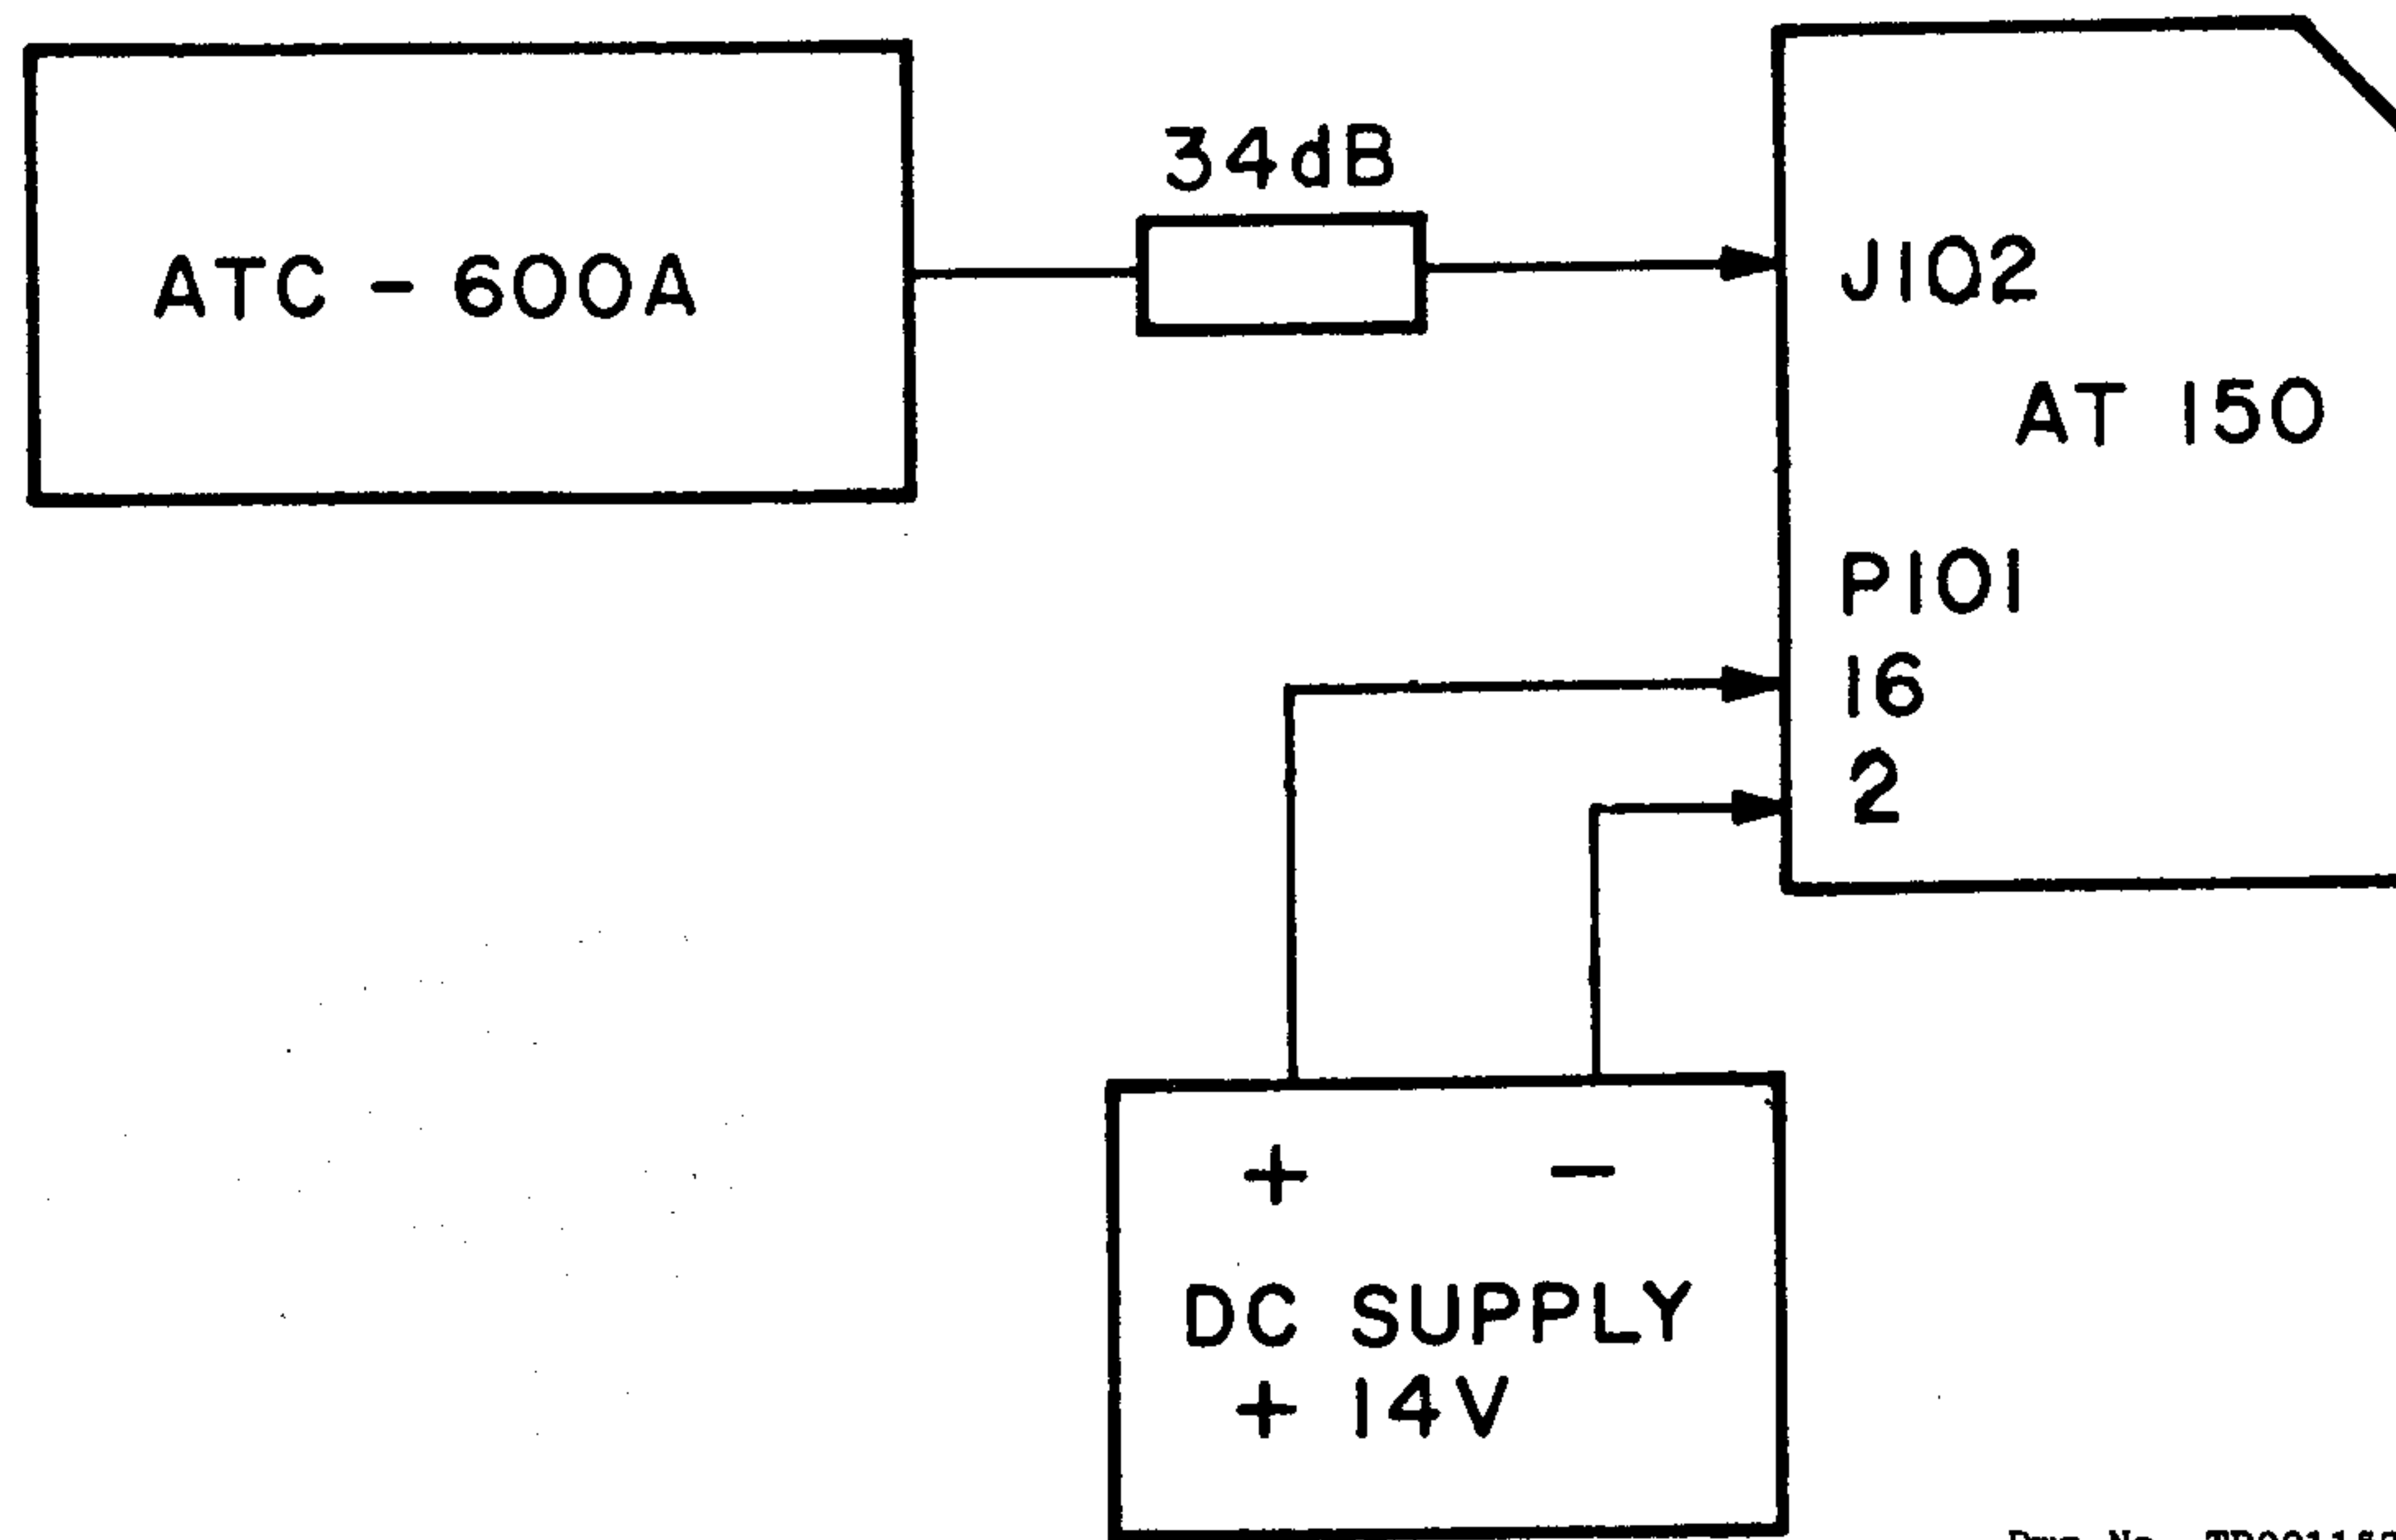 34dB
ATC - 600A
J102
AT 150
P101
16
2
+ -
DC SUPPLY
+ 14V